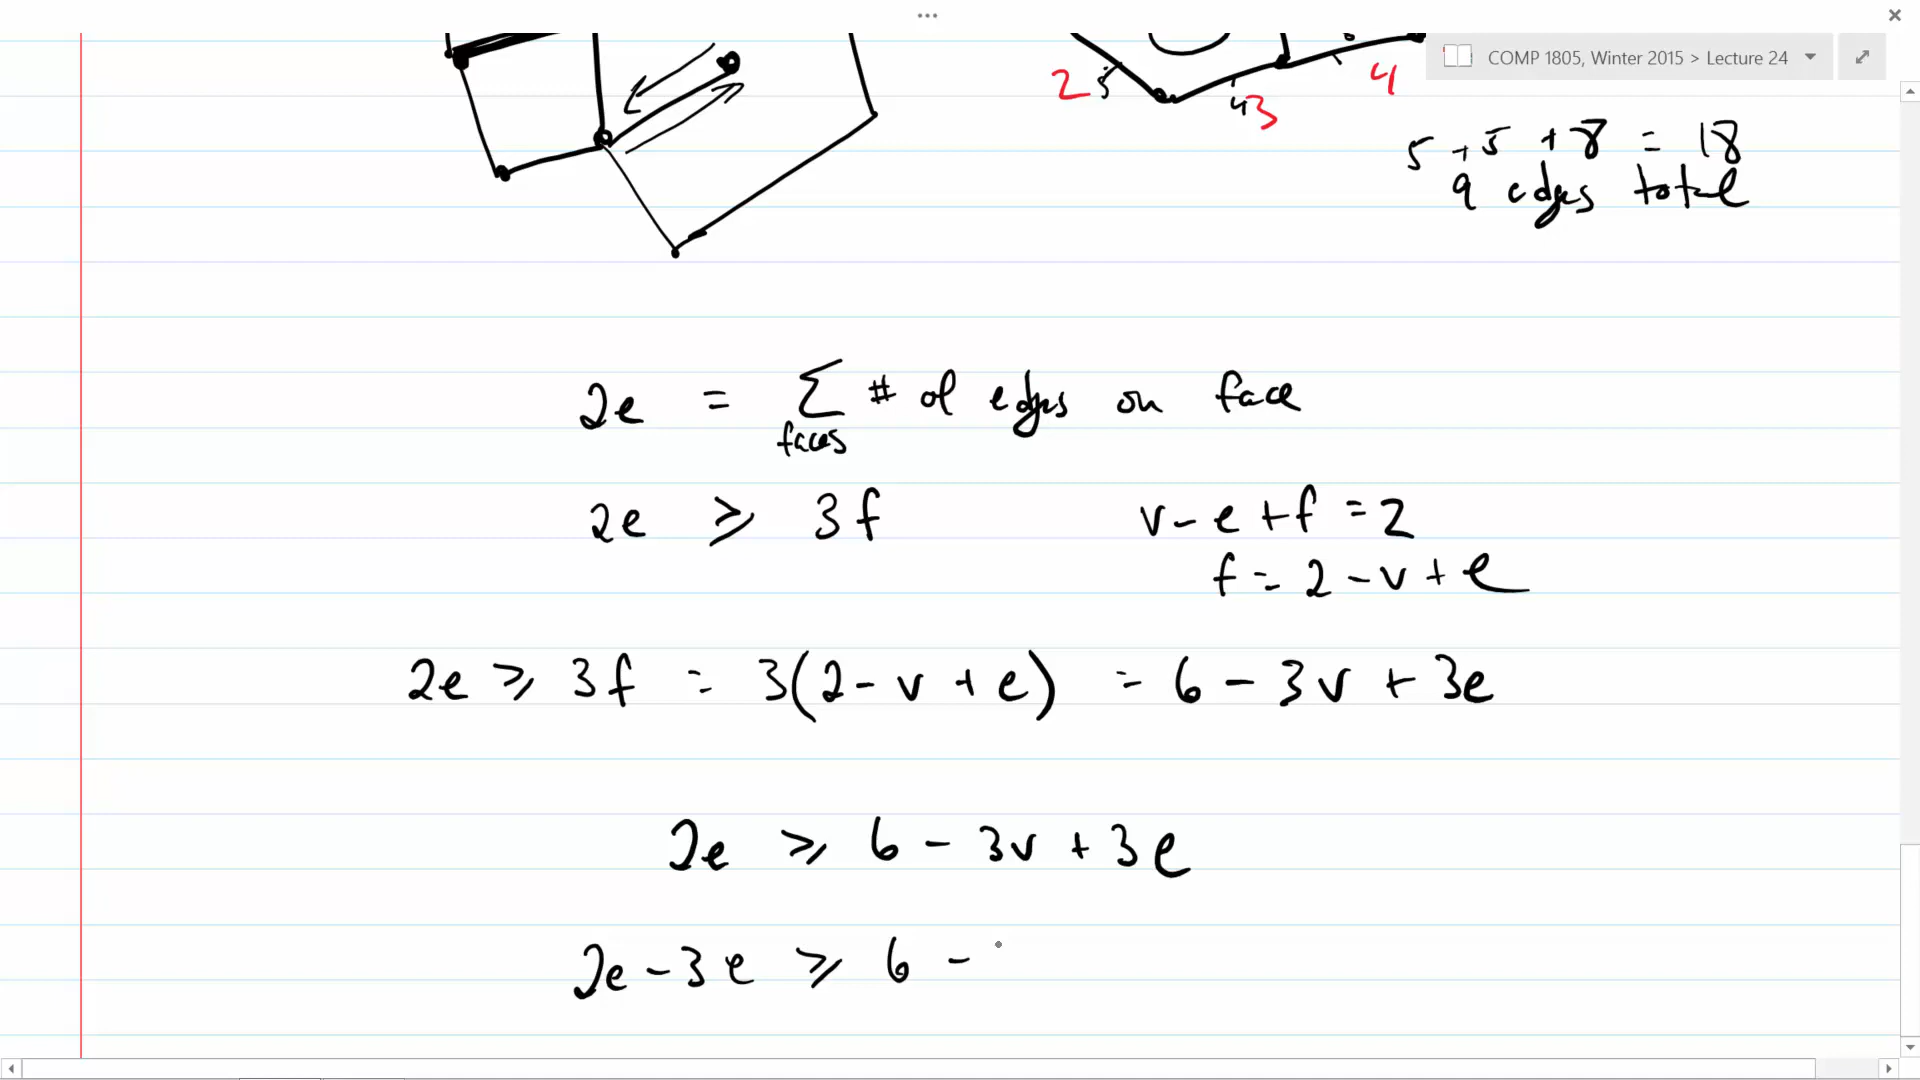 COMP 1805, Winter 2015 > Lecture 24
2 5 43 4
5 + 5 + 8 = 18
9 edges total
2e = ∑ # of edges on face
faces
2e ⩾ 3f
v - e + f = 2
f = 2 - v + e
2e ⩾ 3f = 3(2 - v + e) = 6 - 3v + 3e
2e ⩾ 6 - 3v + 3e
2e - 3e ⩾ 6 -